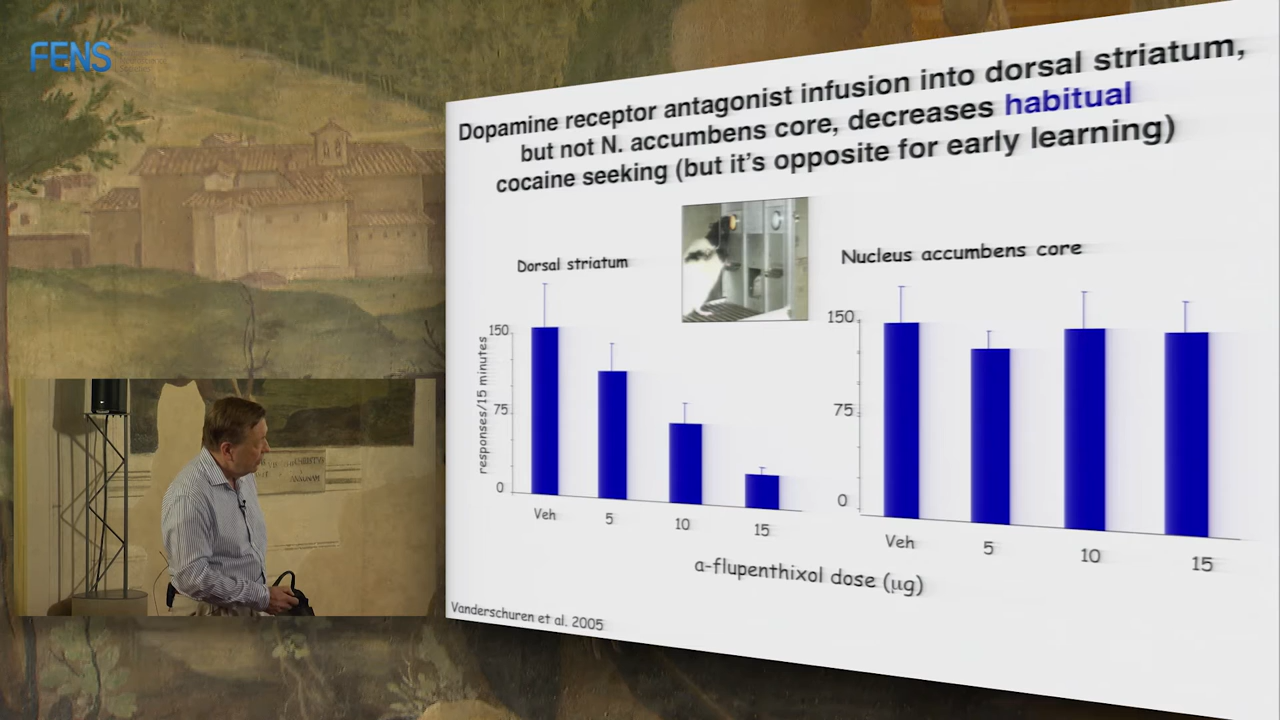 FENS
Dopamine receptor antagonist infusion into dorsal striatum,
but not N. accumbens core, decreases habitual
cocaine seeking (but it's opposite for early learning)
Dorsal striatum
Nucleus accumbens core
responses/15 minutes
150
75
0
Veh 5 10 15
150
75
0
Veh 5 10 15
α-flupenthixol dose (μg)
Vanderschuren et al. 2005